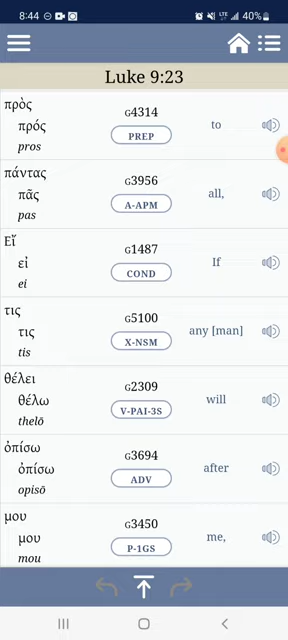 8:44 LTE 40%
Luke 9:23
πρὸς
πρός
pros
G4314
PREP
to
πάντας
πᾶς
pas
G3956
A-APM
all,
Εἴ
εἰ
ei
G1487
COND
If
τις
τις
tis
G5100
X-NSM
any [man]
θέλει
θέλω
thelō
G2309
V-PAI-3S
will
ὀπίσω
ὀπίσω
opisō
G3694
ADV
after
μου
μου
mou
G3450
P-1GS
me,